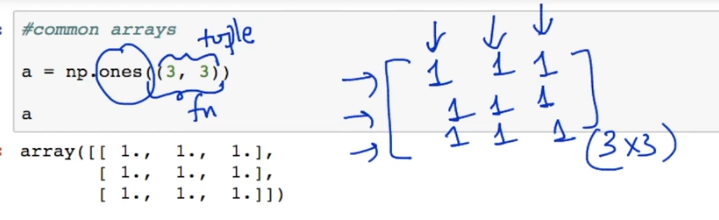 #common arrays
tuple
a = np.ones((3, 3))
fn
a
1 1 1
1 1 1
1 1 1
(3x3)
array([[ 1., 1., 1.],
[ 1., 1., 1.],
[ 1., 1., 1.]])